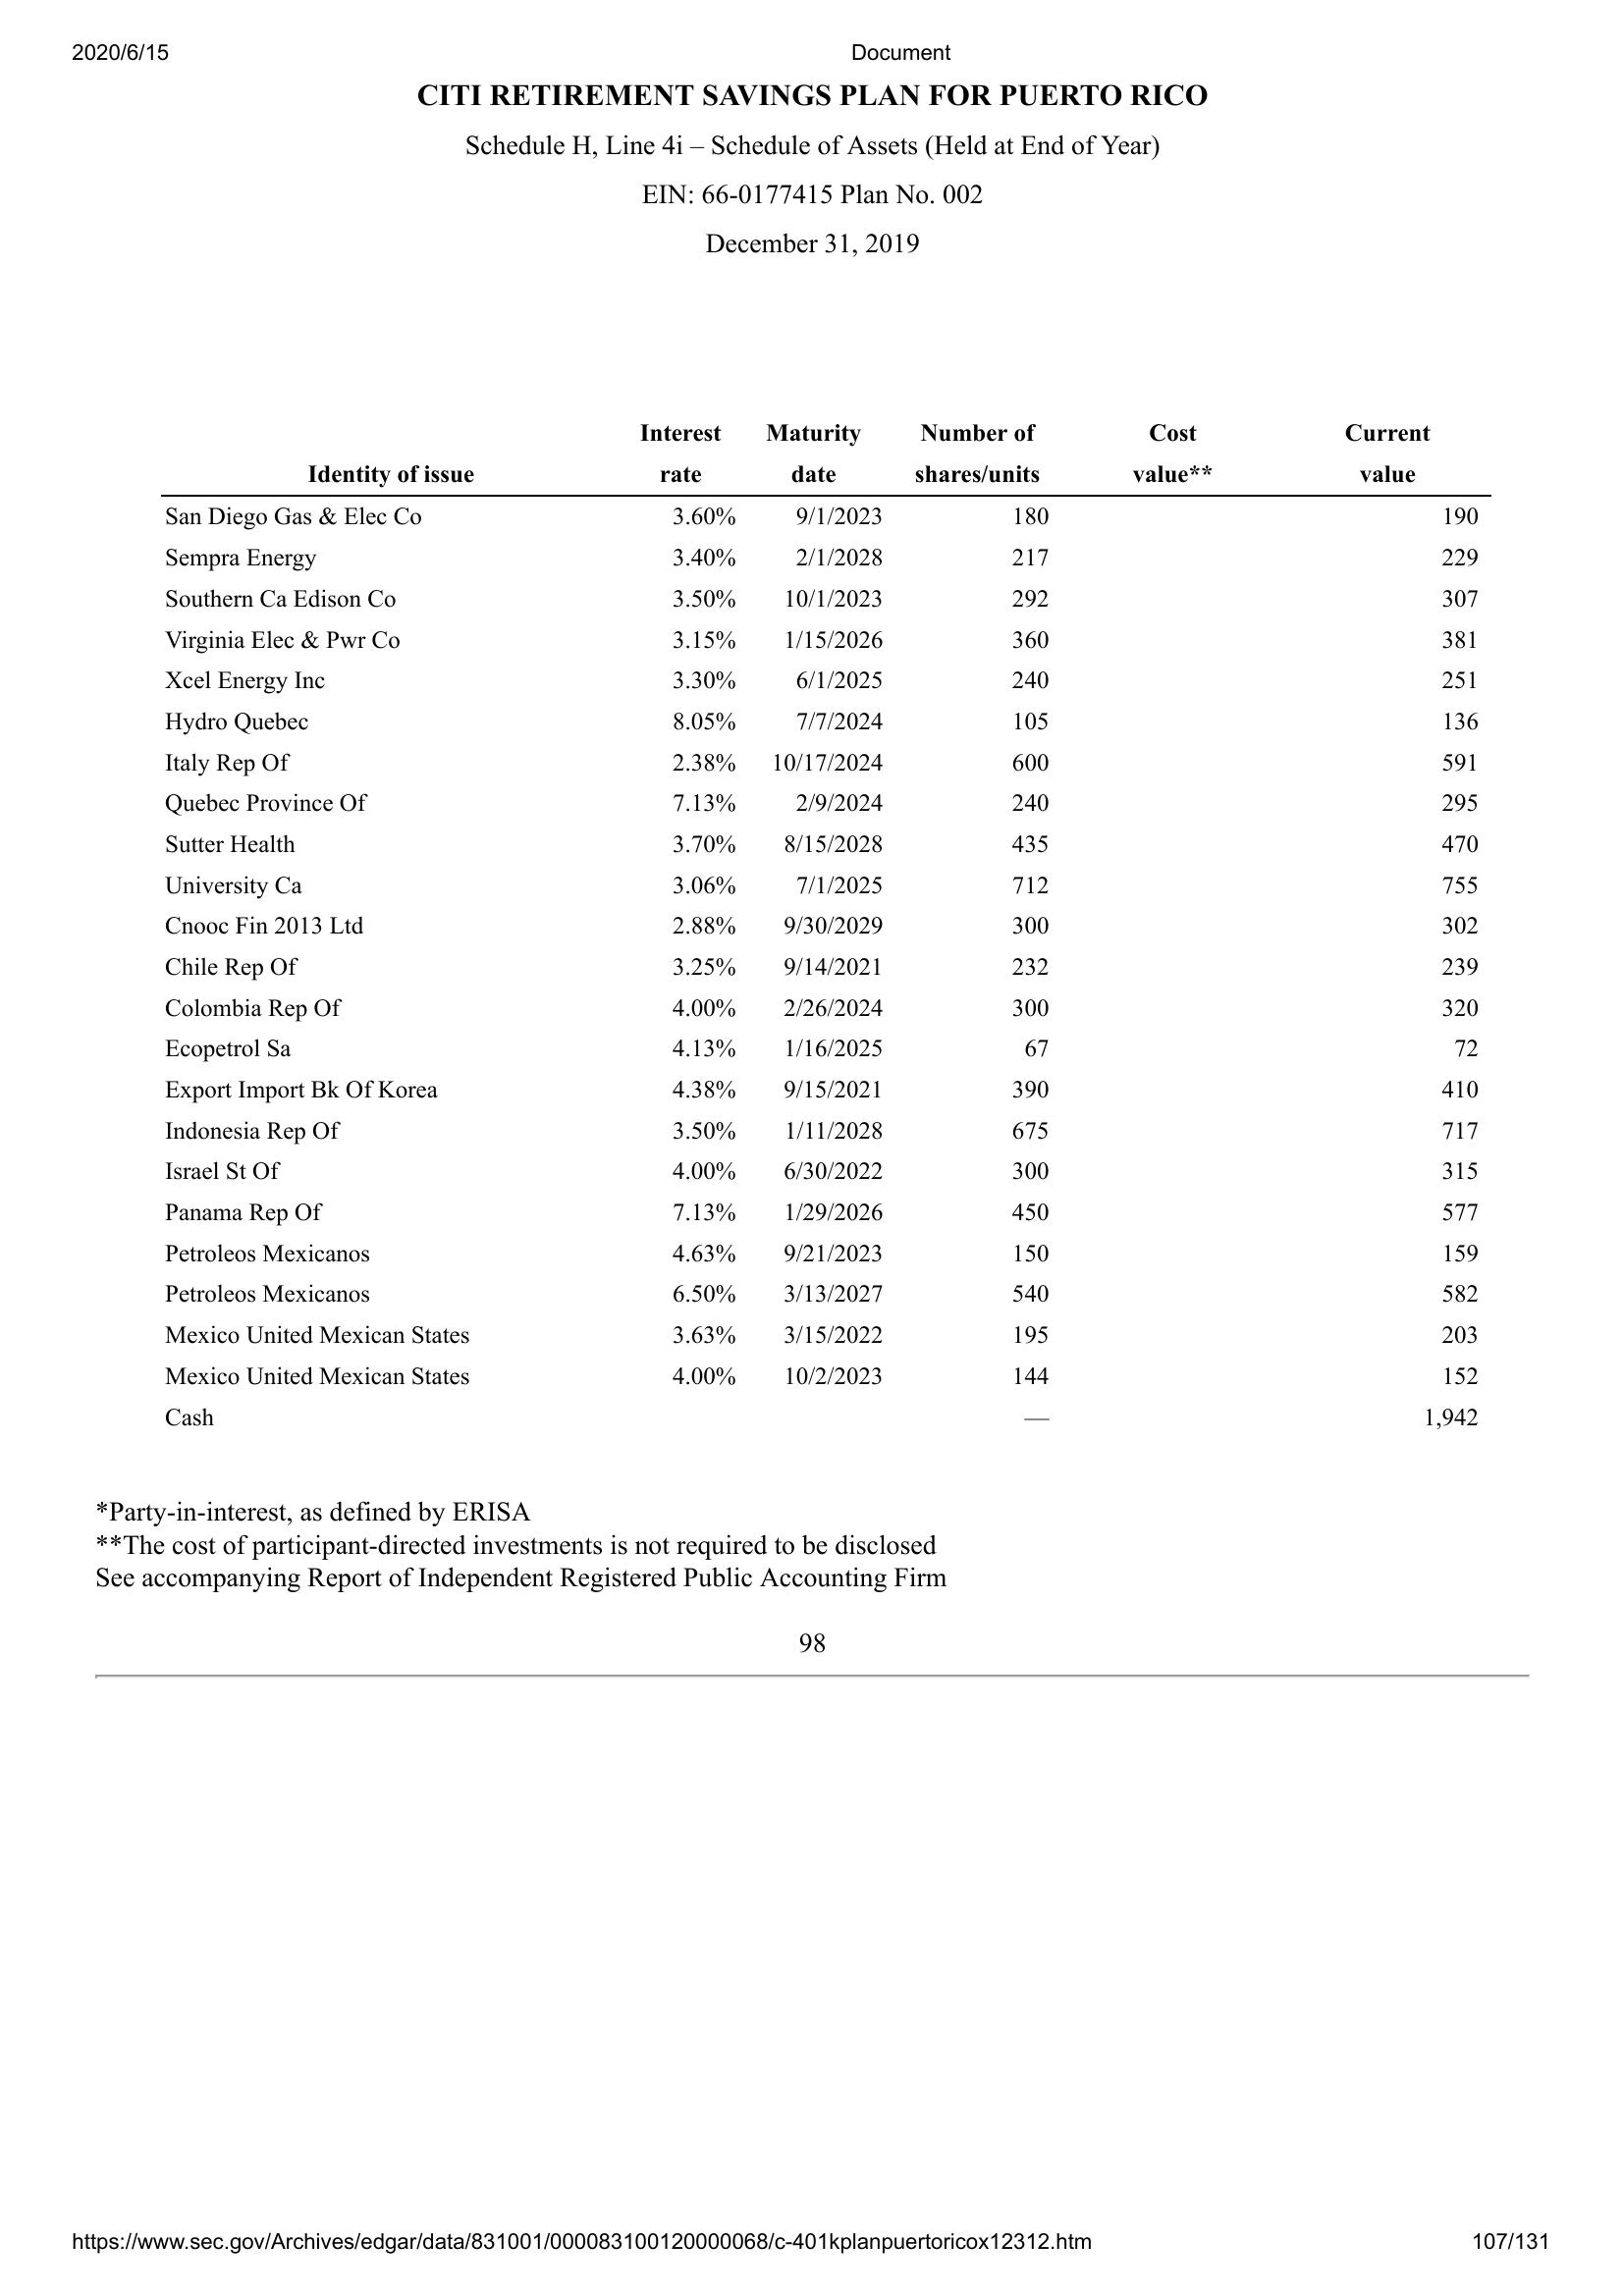 2020/6/15 Document
CITI RETIREMENT SAVINGS PLAN FOR PUERTO RICO
Schedule H, Line 4i – Schedule of Assets (Held at End of Year)
EIN: 66-0177415 Plan No. 002
December 31, 2019
Interest Maturity Number of Cost Current
Identity of issue rate date shares/units value** value
San Diego Gas & Elec Co 3.60% 9/1/2023 180 190
Sempra Energy 3.40% 2/1/2028 217 229
Southern Ca Edison Co 3.50% 10/1/2023 292 307
Virginia Elec & Pwr Co 3.15% 1/15/2026 360 381
Xcel Energy Inc 3.30% 6/1/2025 240 251
Hydro Quebec 8.05% 7/7/2024 105 136
Italy Rep Of 2.38% 10/17/2024 600 591
Quebec Province Of 7.13% 2/9/2024 240 295
Sutter Health 3.70% 8/15/2028 435 470
University Ca 3.06% 7/1/2025 712 755
Cnooc Fin 2013 Ltd 2.88% 9/30/2029 300 302
Chile Rep Of 3.25% 9/14/2021 232 239
Colombia Rep Of 4.00% 2/26/2024 300 320
Ecopetrol Sa 4.13% 1/16/2025 67 72
Export Import Bk Of Korea 4.38% 9/15/2021 390 410
Indonesia Rep Of 3.50% 1/11/2028 675 717
Israel St Of 4.00% 6/30/2022 300 315
Panama Rep Of 7.13% 1/29/2026 450 577
Petroleos Mexicanos 4.63% 9/21/2023 150 159
Petroleos Mexicanos 6.50% 3/13/2027 540 582
Mexico United Mexican States 3.63% 3/15/2022 195 203
Mexico United Mexican States 4.00% 10/2/2023 144 152
Cash — 1,942
*Party-in-interest, as defined by ERISA
**The cost of participant-directed investments is not required to be disclosed
See accompanying Report of Independent Registered Public Accounting Firm
98
https://www.sec.gov/Archives/edgar/data/831001/000083100120000068/c-401kplanpuertoricox12312.htm 107/131